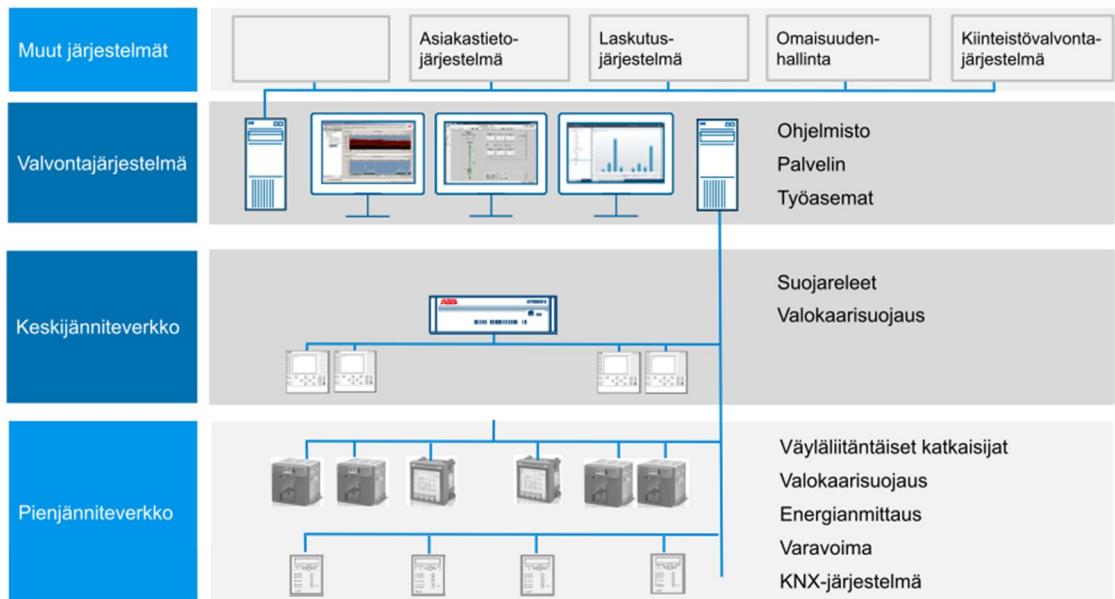 Muut järjestelmät
Asiakastieto-
järjestelmä
Laskutus-
järjestelmä
Omaisuuden-
hallinta
Kiinteistövalvonta-
järjestelmä
Valvontajärjestelmä
Ohjelmisto
Palvelin
Työasemat
Keskijänniteverkko
ABB
Suojareleet
Valokaarisuojaus
Pienjänniteverkko
Väyläliitäntäiset katkaisijat
Valokaarisuojaus
Energianmittaus
Varavoima
KNX-järjestelmä